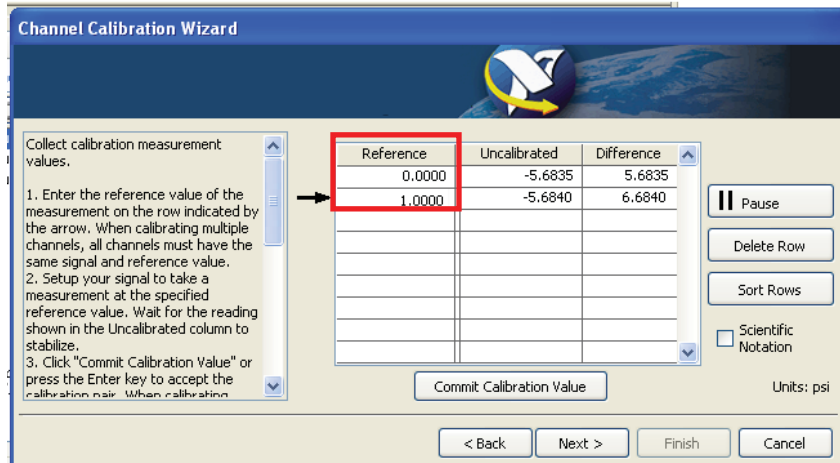 Channel Calibration Wizard
Collect calibration measurement
values.
1. Enter the reference value of the
measurement on the row indicated by
the arrow. When calibrating multiple
channels, all channels must have the
same signal and reference value.
2. Setup your signal to take a
measurement at the specified
reference value. Wait for the reading
shown in the Uncalibrated column to
stabilize.
3. Click "Commit Calibration Value" or
press the Enter key to accept the
calibration pair. When calibrating
Reference Uncalibrated Difference
0.0000 -5.6835 5.6835
1.0000 -5.6840 6.6840
Pause
Delete Row
Sort Rows
Scientific
Notation
Commit Calibration Value
Units: psi
< Back Next > Finish Cancel